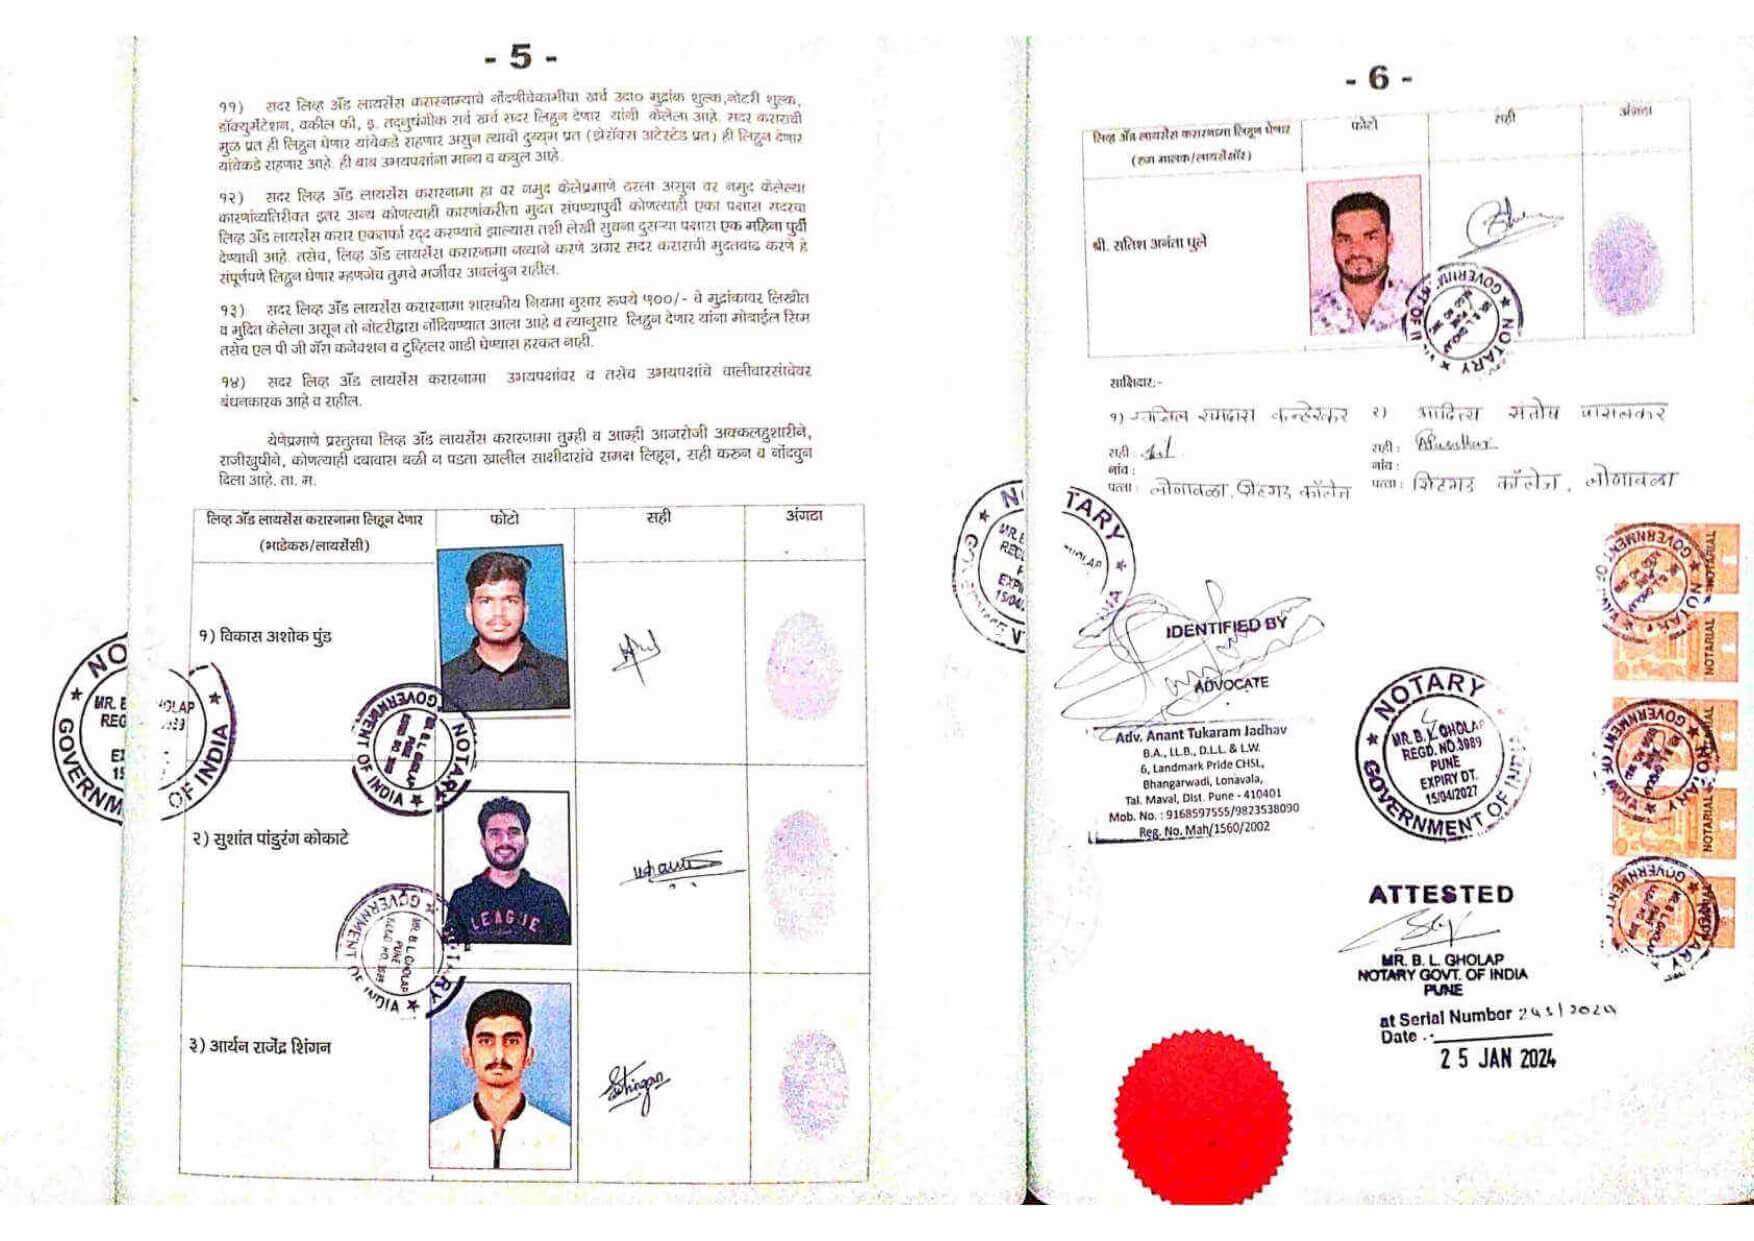 - 5 -
११) सदर लिव्ह अँड लायसेंस करारनाम्याचे नोंदणीचेकामीचा खर्च उदा० मुद्रांक शुल्क,नोटरी शुल्क,
डॉक्युमेंटेशन, वकील फी, इ. तद्नुषंगीक सर्व खर्च सदर लिहुन देणार यांनी केलेला आहे. सदर कराराची
मुळ प्रत ही लिहुन घेणार यांचेकडे राहणार असुन त्याची दुय्यम प्रत (झेरॉक्स अटेस्टेड प्रत) ही लिहुन देणार
यांचेकडे राहणार आहे. ही बाब उभयपक्षांना मान्य व कबुल आहे.
१२) सदर लिव्ह अँड लायसेंस करारनामा हा वर नमुद केलेप्रमाणे ठरला असुन वर नमुद केलेल्या
कारणांव्यतिरीक्त इतर अन्य कोणत्याही कारणांकरीता मुदत संपण्यापुर्वी कोणत्याही एका पक्षास सदरचा
लिव्ह अँड लायसेंस करार एकतर्फा रद्द करण्याचे झाल्यास तशी लेखी सुचना दुसऱ्या पक्षास एक महिना पुर्वी
देण्याची आहे. तसेच, लिव्ह अँड लायसेंस करारनामा नव्याने करणे अगर सदर कराराची मुदतवाढ करणे हे
संपूर्णपणे लिहुन घेणार म्हणजेच तुमचे मर्जीवर अवलंबुन राहील.
१३) सदर लिव्ह अँड लायसेंस करारनामा शासकीय नियमा नुसार रूपये ५००/- चे मुद्रांकावर लिखीत
व मुदित केलेला असून तो नोटरीद्वारा नोंदविण्यात आला आहे व त्यानुसार लिहुन देणार यांना मोबाईल सिम
तसेच एल पी जी गॅस कनेक्शन व टुव्हिलर गाडी घेण्यास हरकत नाही.
१४) सदर लिव्ह अँड लायसेंस करारनामा उभयपक्षांवर व तसेच उभयपक्षांचे वालीवारसांचेवर
बंधनकारक आहे व राहील.
येणेप्रमाणे प्रस्तुतचा लिव्ह अँड लायसेंस करारनामा तुम्ही व आम्ही आजरोजी अक्कलहुशारीने,
राजीखुषीने, कोणत्याही दबावास बळी न पडता खालील साक्षीदारांचे समक्ष लिहून, सही करुन व नोंदवुन
दिला आहे. ता. म.
लिव्ह अँड लायसेंस करारनामा लिहून देणार फोटो सही अंगठा
(भाडेकरु/लायसेंसी)
१) विकास अशोक पुंड
२) सुशांत पांडुरंग कोकाटे
LEAGUE
३) आर्यन राजेंद्र शिंगन
Shingan
NOTARY
GOVERNMENT OF INDIA
- 6 -
लिव्ह अँड लायसेंस करारनामा लिहून घेणार फोटो सही अंगठा
(रुम मालक/लायसेंसॉर)
श्री. सतिश अनंता घुले
साक्षिदार:-
१) स्वप्निल रामदास कन्हेरकर २) आदित्य संतोष पासलकर
सही : सही :
नांव : नांव :
पत्ता : लोणावळा, सिंहगड कॉलेज पत्ता : सिंहगड कॉलेज, लोणावळा
IDENTIFIED BY
ADVOCATE
Adv. Anant Tukaram Jadhav
B.A., LL.B., D.L.L. & L.W.
6, Landmark Pride CHSL,
Bhangarwadi, Lonavala,
Tal. Maval, Dist. Pune - 410401
Mob. No. : 9168597555/9823538090
Reg. No. Mah/1560/2002
NOTARY
MR. B. L. GHOLAP
REGD. NO.3989
PUNE
EXPIRY DT.
15/04/2027
GOVERNMENT OF INDIA
NOTARIAL
NOTARIAL
NOTARIAL
NOTARIAL
ATTESTED
MR. B. L. GHOLAP
NOTARY GOVT. OF INDIA
PUNE
at Serial Number 243/2024
Date :-
25 JAN 2024